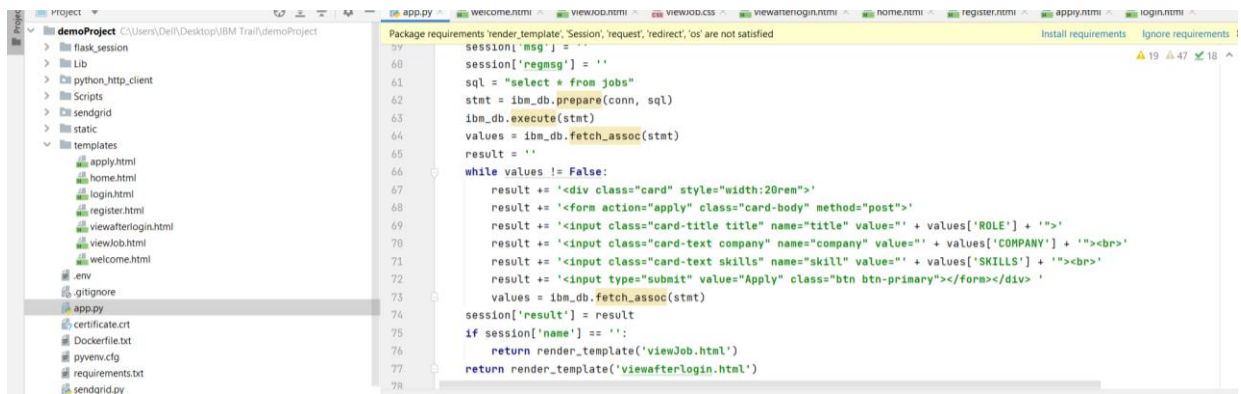 Project
app.py
welcome.html
viewJob.html
viewJob.css
viewafterlogin.html
home.html
register.html
apply.html
login.html
demoProject C:\Users\Dell\Desktop\IBM Trail\demoProject
flask_session
Lib
python_http_client
Scripts
sendgrid
static
templates
apply.html
home.html
login.html
register.html
viewafterlogin.html
viewJob.html
welcome.html
.env
.gitignore
app.py
certificate.crt
Dockerfile.txt
pyvenv.cfg
requirements.txt
sendgrid.py
Package requirements 'render_template', 'Session', 'request', 'redirect', 'os' are not satisfied
Install requirements Ignore requirements
19 47 18
59 session['msg'] = ''
60 session['regmsg'] = ''
61 sql = "select * from jobs"
62 stmt = ibm_db.prepare(conn, sql)
63 ibm_db.execute(stmt)
64 values = ibm_db.fetch_assoc(stmt)
65 result = ''
66 while values != False:
67 result += '<div class="card" style="width:20rem">'
68 result += '<form action="apply" class="card-body" method="post">'
69 result += '<input class="card-title title" name="title" value="' + values['ROLE'] + '">'
70 result += '<input class="card-text company" name="company" value="' + values['COMPANY'] + '"><br>'
71 result += '<input class="card-text skills" name="skill" value="' + values['SKILLS'] + '"><br>'
72 result += '<input type="submit" value="Apply" class="btn btn-primary"></form></div> '
73 values = ibm_db.fetch_assoc(stmt)
74 session['result'] = result
75 if session['name'] == '':
76 return render_template('viewJob.html')
77 return render_template('viewafterlogin.html')
78